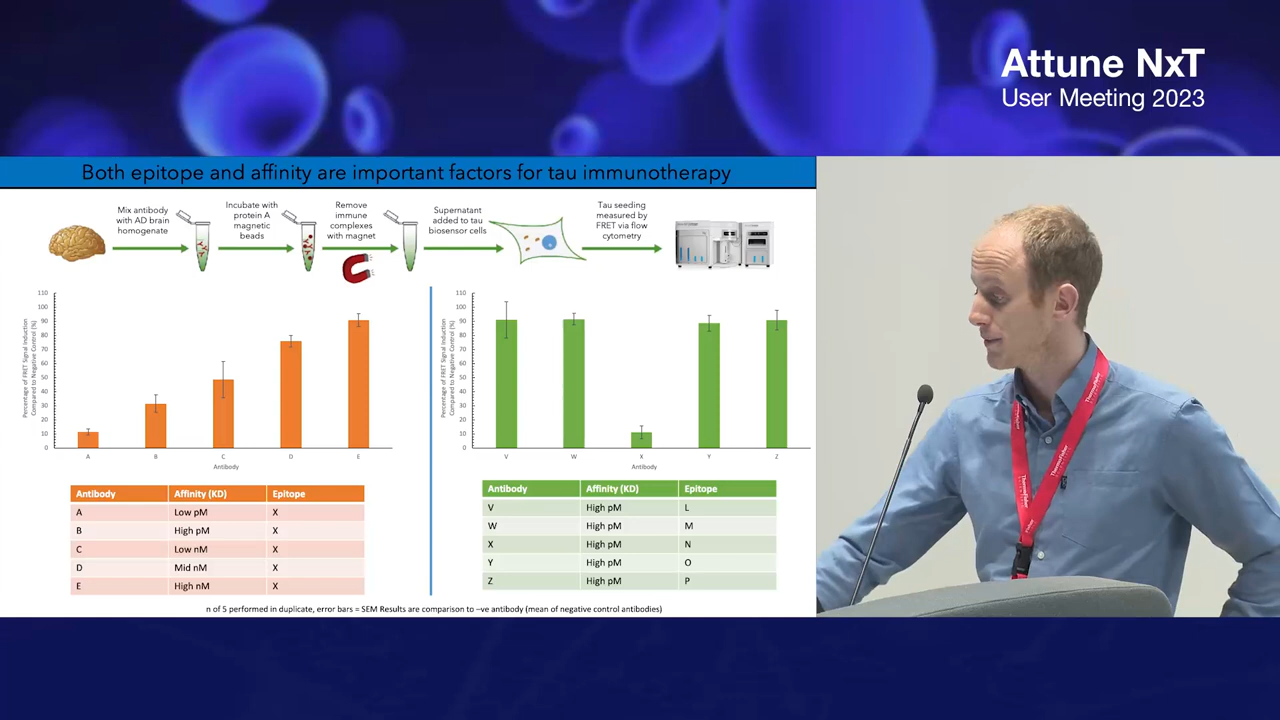 Attune NxT
User Meeting 2023
Both epitope and affinity are important factors for tau immunotherapy
Mix antibody
with AD brain
homogenate
Incubate with
protein A
magnetic
beads
Remove
immune
complexes
with magnet
Supernatant
added to tau
biosensor cells
Tau seeding
measured by
FRET via flow
cytometry
Percentage of FRET Signal Induction
Compared to Negative Control (%)
110
100
90
80
70
60
50
40
30
20
10
0
A B C D E
Antibody
Percentage of FRET Signal Induction
Compared to Negative Control (%)
110
100
90
80
70
60
50
40
30
20
10
0
V W X Y Z
Antibody
Antibody Affinity (KD) Epitope
A Low pM X
B High pM X
C Low nM X
D Mid nM X
E High nM X
Antibody Affinity (KD) Epitope
V High pM L
W High pM M
X High pM N
Y High pM O
Z High pM P
n of 5 performed in duplicate, error bars = SEM Results are comparison to –ve antibody (mean of negative control antibodies)
ThermoFisher